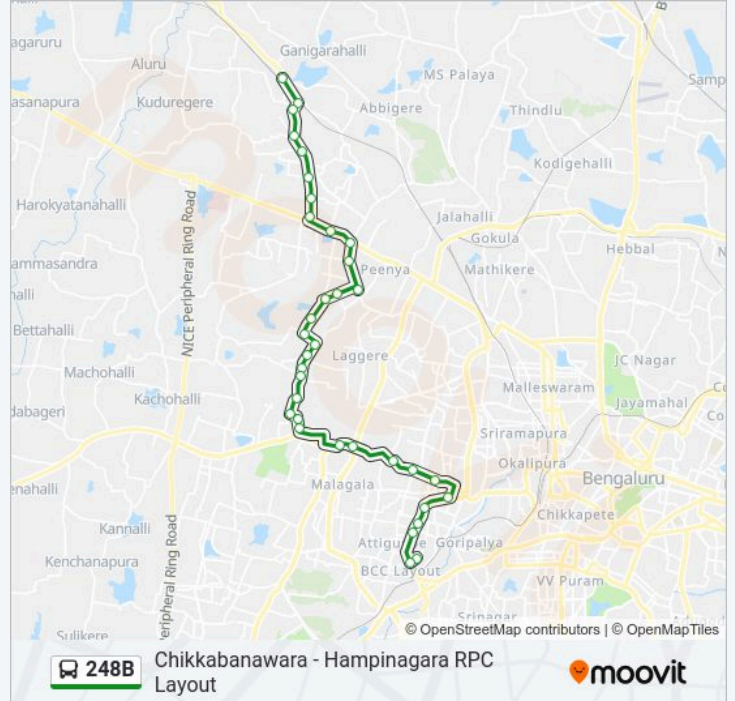 B
Ganigarahalli
agaruru
Aluru
MS Palaya
Samp
asanapura
Kuduregere
Abbigere
Thindlu
Kodigehalli
Harokyatanahalli
Jalahalli
Gokula
Hebbal
N
ammasandra
Peenya
Mathikere
halli
NICE Peripheral Ring Road
Bettahalli
Laggere
JC Nagar
Machohalli
Malleswaram
Kachohalli
Jayamahal
dabageri
Sriramapura
Okalipura
enahalli
Malagala
Bengaluru
Chikkapete
Kannalli
Goripalya
Kenchanapura
BCC Layout
VV Puram
eripheral Ring Road
Srinagar
Sulikere
© OpenStreetMap contributors | © OpenMapTiles
248B
Chikkabanawara - Hampinagara RPC
Layout
moovit